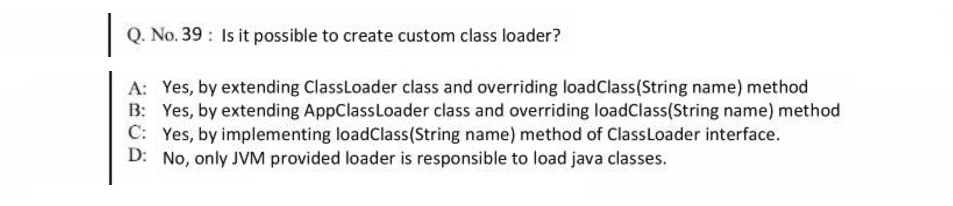 Q. No. 39 : Is it possible to create custom class loader?
A: Yes, by extending ClassLoader class and overriding loadClass(String name) method
B: Yes, by extending AppClassLoader class and overriding loadClass(String name) method
C: Yes, by implementing loadClass(String name) method of ClassLoader interface.
D: No, only JVM provided loader is responsible to load java classes.